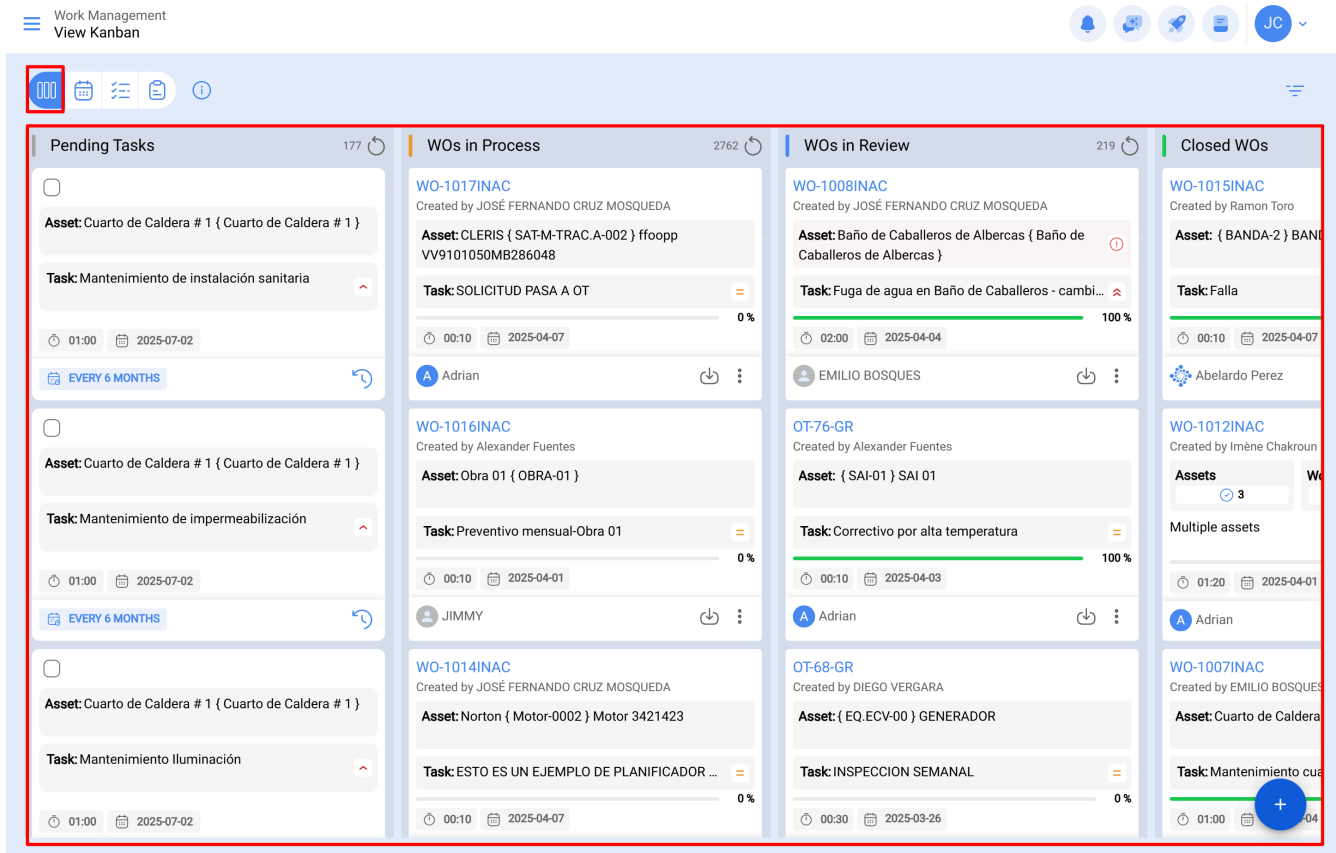 Work Management
View Kanban
JC
Pending Tasks 177
Asset: Cuarto de Caldera # 1 { Cuarto de Caldera # 1 }
Task: Mantenimiento de instalación sanitaria
01:00 2025-07-02
EVERY 6 MONTHS
Asset: Cuarto de Caldera # 1 { Cuarto de Caldera # 1 }
Task: Mantenimiento de impermeabilización
01:00 2025-07-02
EVERY 6 MONTHS
Asset: Cuarto de Caldera # 1 { Cuarto de Caldera # 1 }
Task: Mantenimiento Iluminación
01:00 2025-07-02
WOs in Process 2762
WO-1017INAC
Created by JOSÉ FERNANDO CRUZ MOSQUEDA
Asset: CLERIS { SAT-M-TRAC.A-002 } ffoopp
VV9101050MB286048
Task: SOLICITUD PASA A OT
0 %
00:10 2025-04-07
A Adrian
WO-1016INAC
Created by Alexander Fuentes
Asset: Obra 01 { OBRA-01 }
Task: Preventivo mensual-Obra 01
0 %
00:10 2025-04-01
JIMMY
WO-1014INAC
Created by JOSÉ FERNANDO CRUZ MOSQUEDA
Asset: Norton { Motor-0002 } Motor 3421423
Task: ESTO ES UN EJEMPLO DE PLANIFICADOR ...
0 %
00:10 2025-04-07
WOs in Review 219
WO-1008INAC
Created by JOSÉ FERNANDO CRUZ MOSQUEDA
Asset: Baño de Caballeros de Albercas { Baño de
Caballeros de Albercas }
Task: Fuga de agua en Baño de Caballeros - cambi...
100 %
02:00 2025-04-04
EMILIO BOSQUES
OT-76-GR
Created by Alexander Fuentes
Asset: { SAI-01 } SAI 01
Task: Correctivo por alta temperatura
100 %
00:10 2025-04-03
A Adrian
OT-68-GR
Created by DIEGO VERGARA
Asset: { EQ.ECV-00 } GENERADOR
Task: INSPECCION SEMANAL
0 %
00:30 2025-03-26
Closed WOs
WO-1015INAC
Created by Ramon Toro
Asset: { BANDA-2 } BAND
Task: Falla
00:10 2025-04-07
Abelardo Perez
WO-1012INAC
Created by Imène Chakroun
Assets Wo
3
Multiple assets
01:20 2025-04-01
A Adrian
WO-1007INAC
Created by EMILIO BOSQUES
Asset: Cuarto de Caldera
Task: Mantenimiento cua
01:00 -04